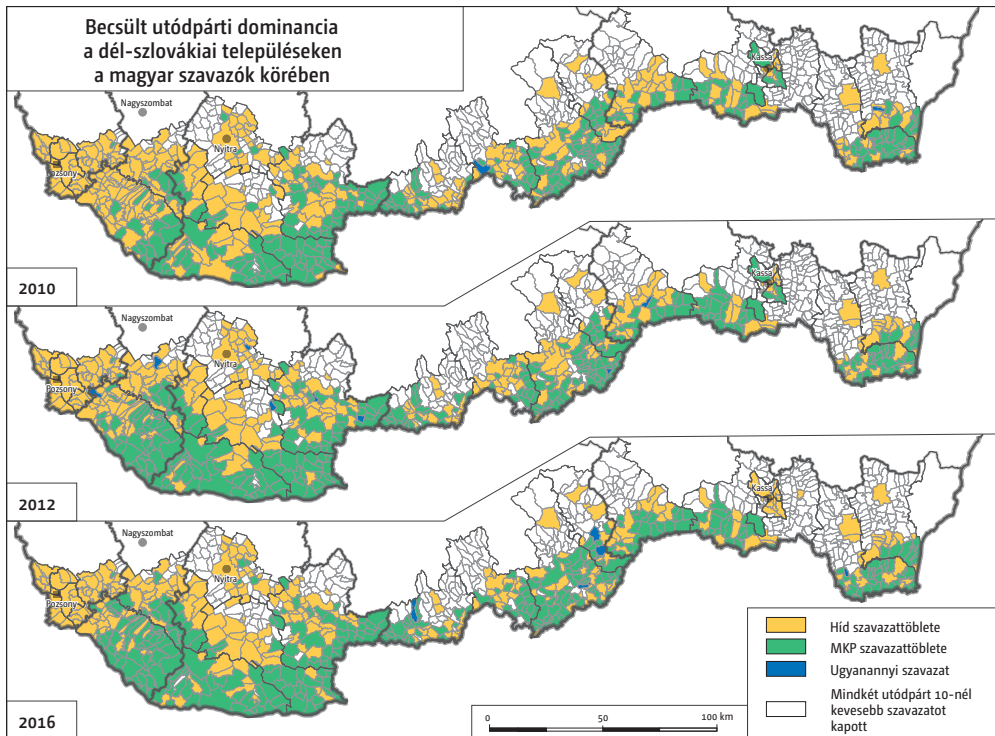 Becsült utódpárti dominancia
a dél-szlovákiai településeken
a magyar szavazók körében
Nagyszombat
Nyitra
Pozsony
Kassa
2010
Nagyszombat
Nyitra
Pozsony
Kassa
2012
Nagyszombat
Nyitra
Pozsony
Kassa
2016
Híd szavazattöblete
MKP szavazattöblete
Ugyanannyi szavazat
Mindkét utódpárt 10-nél
kevesebb szavazatot
kapott
0 50 100 km